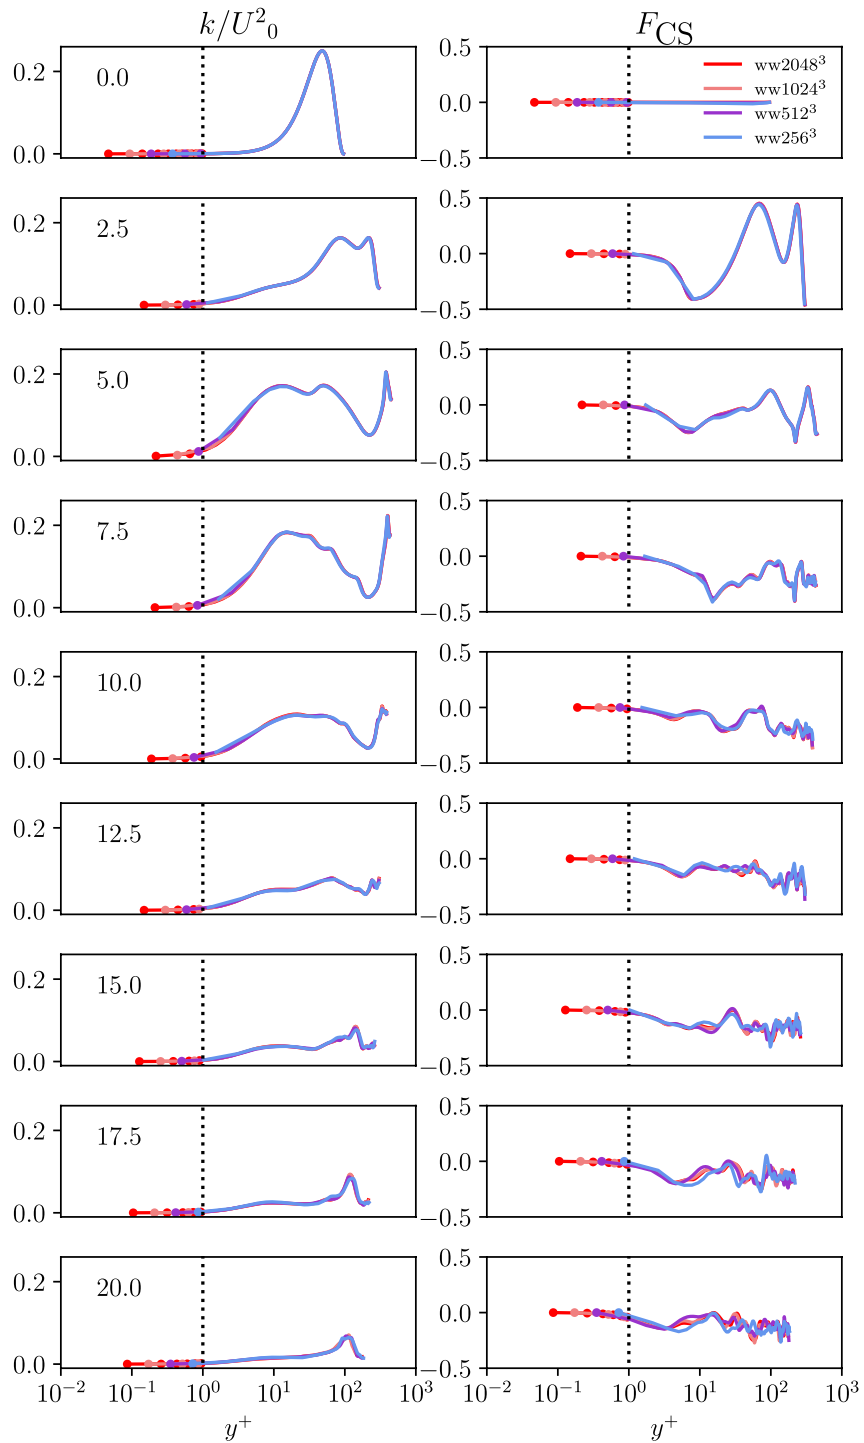 k/U²₀ F_CS
0.2 0.0 0.0 0.5 0.0 −0.5 ww2048³
ww1024³
ww512³
ww256³
0.2 0.0 2.5 0.5 0.0 −0.5
0.2 0.0 5.0 0.5 0.0 −0.5
0.2 0.0 7.5 0.5 0.0 −0.5
0.2 0.0 10.0 0.5 0.0 −0.5
0.2 0.0 12.5 0.5 0.0 −0.5
0.2 0.0 15.0 0.5 0.0 −0.5
0.2 0.0 17.5 0.5 0.0 −0.5
0.2 0.0 20.0 0.5 0.0 −0.5
10⁻² 10⁻¹ 10⁰ 10¹ 10² 10³ 10⁻² 10⁻¹ 10⁰ 10¹ 10² 10³
y⁺ y⁺